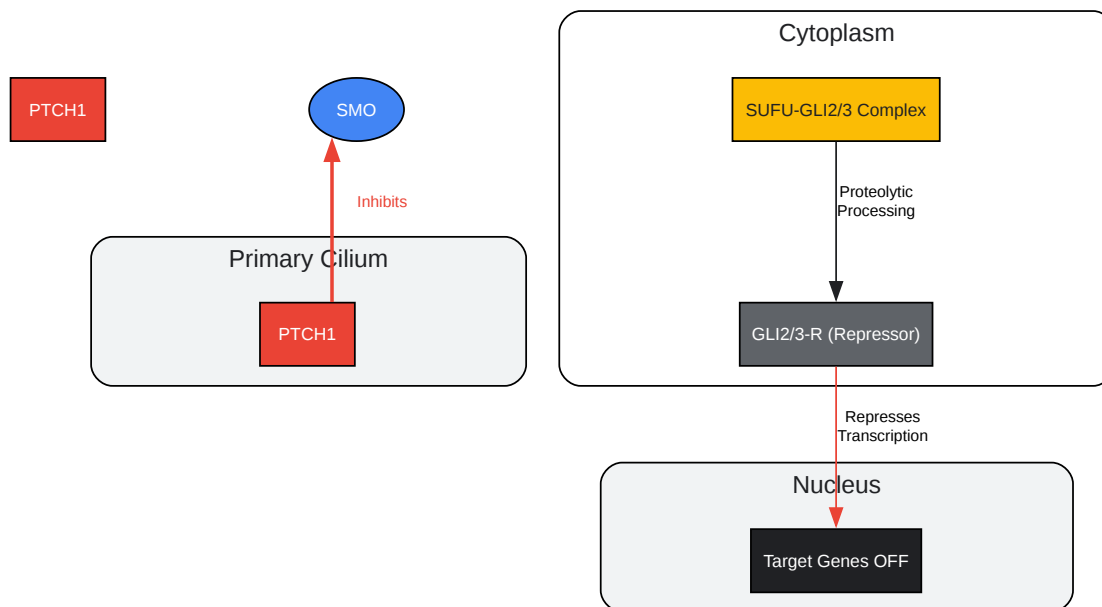 Cytoplasm
PTCH1
SMO
SUFU-GLI2/3 Complex
Inhibits
Proteolytic
Processing
Primary Cilium
PTCH1
GLI2/3-R (Repressor)
Represses
Transcription
Nucleus
Target Genes OFF